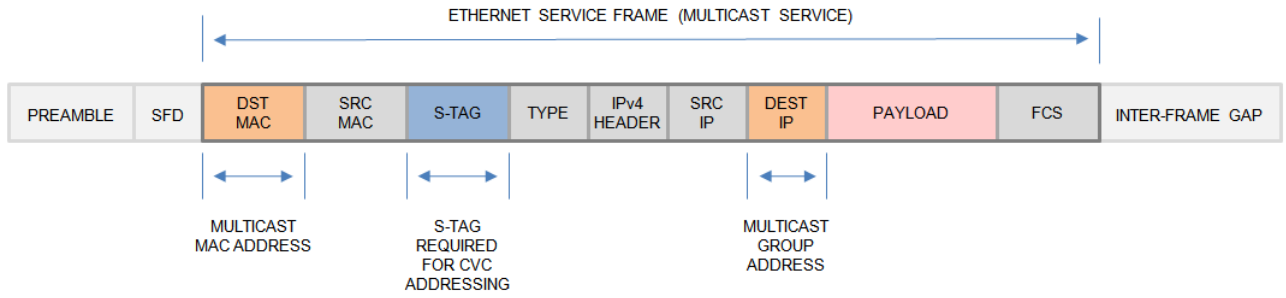 ETHERNET SERVICE FRAME (MULTICAST SERVICE)
PREAMBLE
SFD
DST
MAC
SRC
MAC
S-TAG
TYPE
IPv4
HEADER
SRC
IP
DEST
IP
PAYLOAD
FCS
INTER-FRAME GAP
MULTICAST
MAC ADDRESS
S-TAG
REQUIRED
FOR CVC
ADDRESSING
MULTICAST
GROUP
ADDRESS